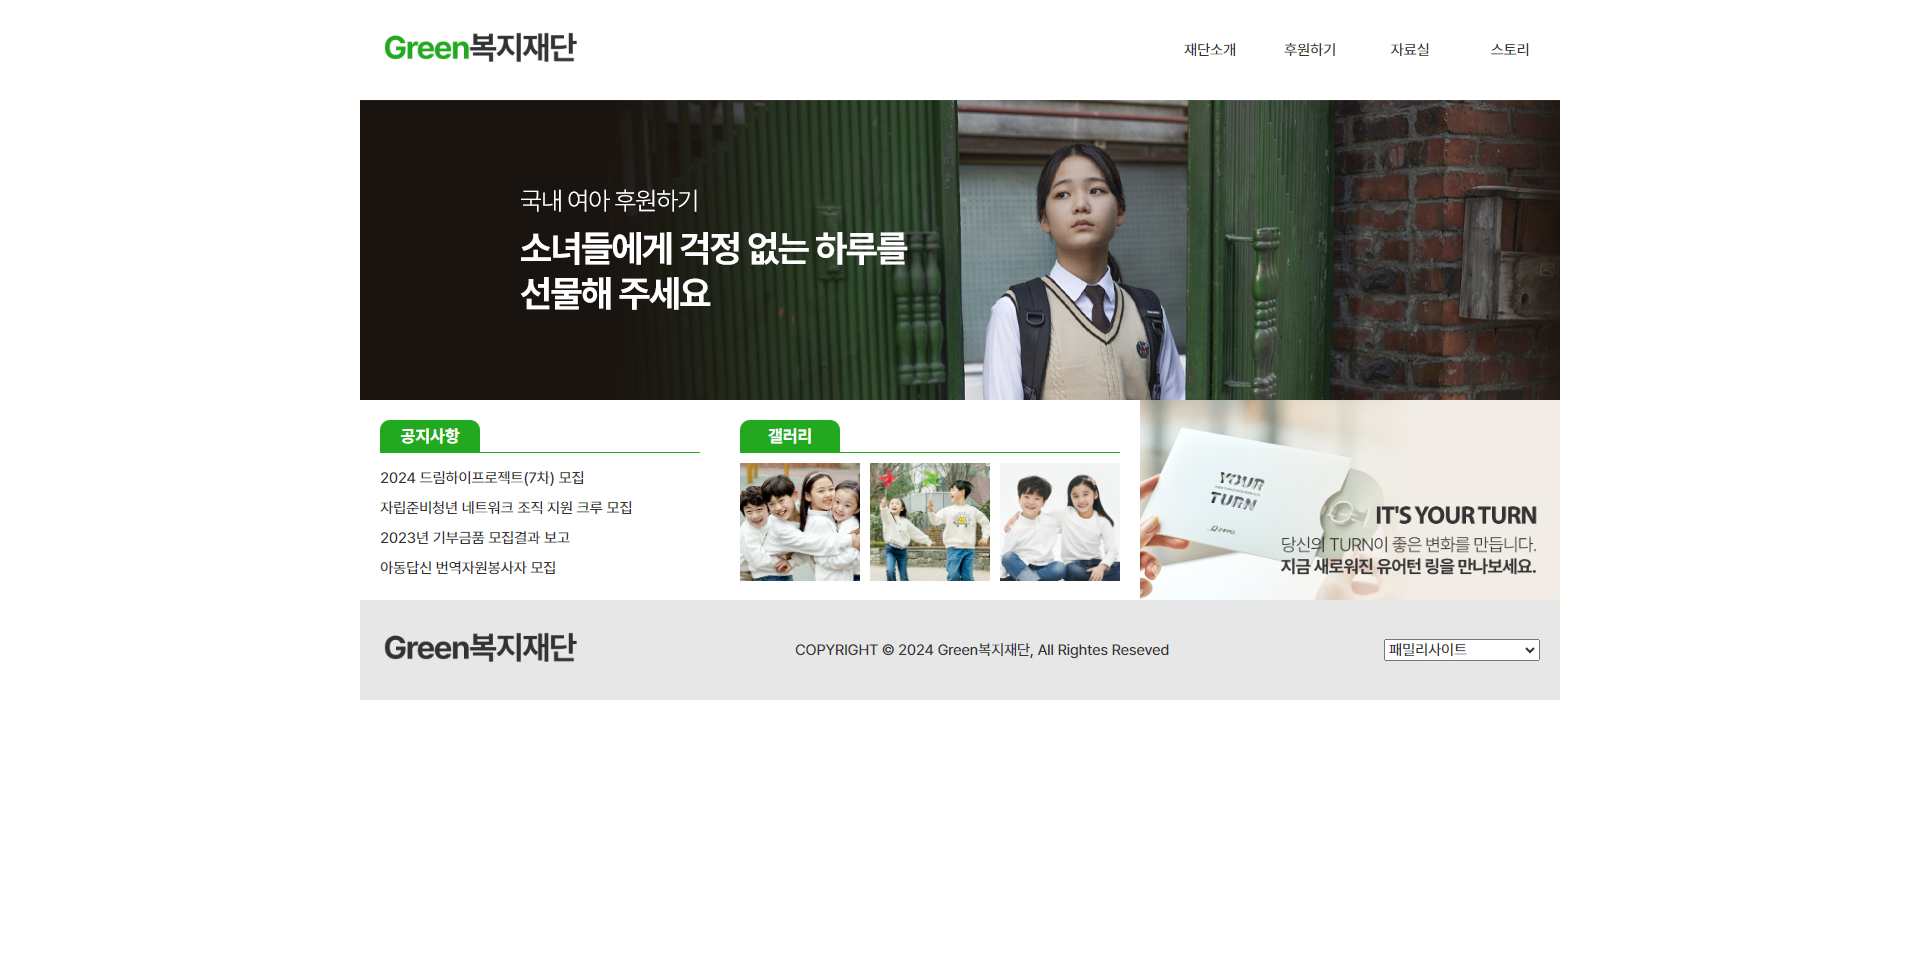 Green복지재단
재단소개 후원하기 자료실 스토리
국내 여아 후원하기
소녀들에게 걱정 없는 하루를
선물해 주세요
공지사항
2024 드림하이프로젝트(7차) 모집
자립준비청년 네트워크 조직 지원 크루 모집
2023년 기부금품 모집결과 보고
아동답신 번역자원봉사자 모집
갤러리
YOUR
TURN
IT'S YOUR TURN
당신의 TURN이 좋은 변화를 만듭니다.
지금 새로워진 유어턴 링을 만나보세요.
Green복지재단
COPYRIGHT © 2024 Green복지재단, All Rightes Reseved
패밀리사이트